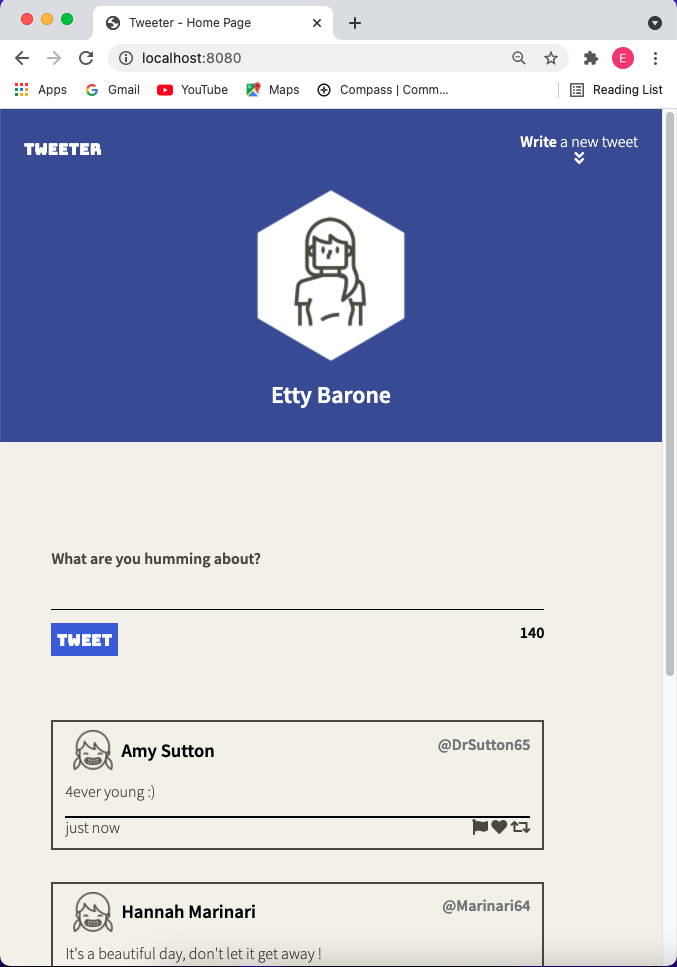 Tweeter - Home Page
localhost:8080
E
Apps
Gmail
YouTube
Maps
Compass | Comm...
Reading List
TWEETER
Write a new tweet
Etty Barone
What are you humming about?
TWEET
140
Amy Sutton
@DrSutton65
4ever young :)
just now
Hannah Marinari
@Marinari64
It's a beautiful day, don't let it get away !